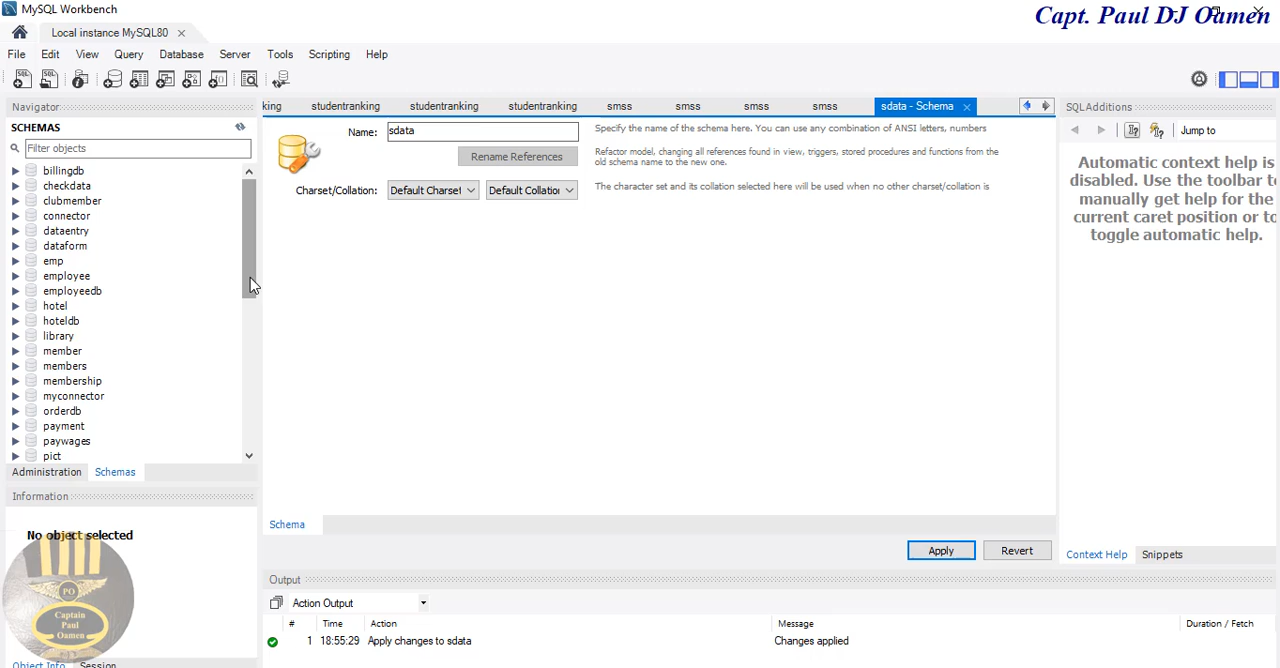 MySQL Workbench
Capt. Paul DJ Oamen
Local instance MySQL80
File Edit View Query Database Server Tools Scripting Help
Navigator
SCHEMAS
Filter objects
billingdb
checkdata
clubmember
connector
dataentry
dataform
emp
employee
employeedb
hotel
hoteldb
library
member
members
membership
myconnector
orderdb
payment
paywages
pict
Administration Schemas
Information
No object selected
PO
Captain
Paul
Oamen
Object Info Session
king studentranking studentranking studentranking smss smss smss smss sdata - Schema
Name: sdata
Specify the name of the schema here. You can use any combination of ANSI letters, numbers
Rename References
Refactor model, changing all references found in view, triggers, stored procedures and functions from the
old schema name to the new one.
Charset/Collation: Default Charset Default Collatio
The character set and its collation selected here will be used when no other charset/collation is
Schema
Apply Revert
Output
Action Output
# Time Action Message Duration / Fetch
1 18:55:29 Apply changes to sdata Changes applied
SQLAdditions
Jump to
Automatic context help is
disabled. Use the toolbar to
manually get help for the
current caret position or to
toggle automatic help.
Context Help Snippets